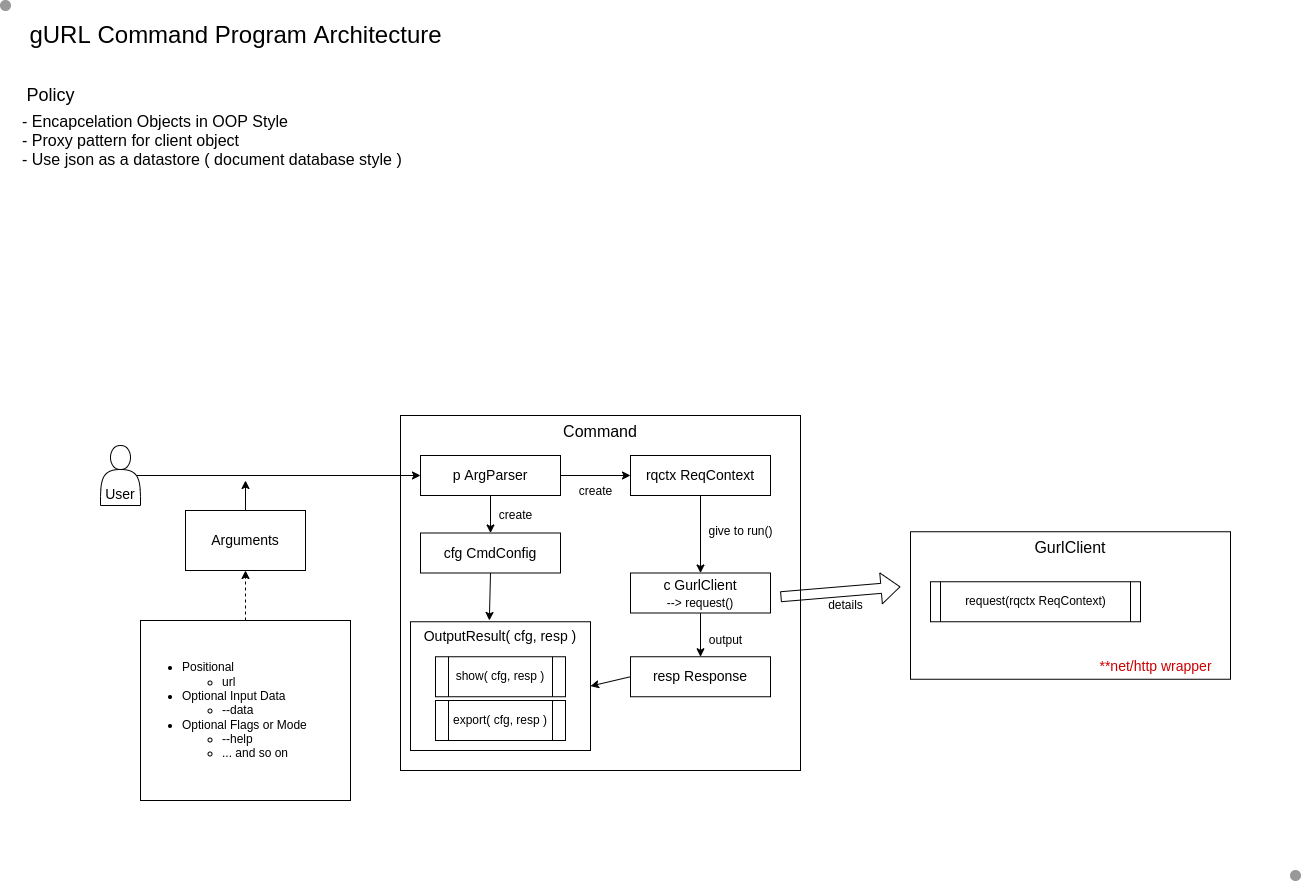 gURL Command Program Architecture
Policy
- Encapcelation Objects in OOP Style
- Proxy pattern for client object
- Use json as a datastore ( document database style )
User
Arguments
Positional
url
Optional Input Data
--data
Optional Flags or Mode
--help
... and so on
Command
p ArgParser
create
rqctx ReqContext
create
cfg CmdConfig
give to run()
c GurlClient
--> request()
details
output
OutputResult( cfg, resp )
show( cfg, resp )
export( cfg, resp )
resp Response
GurlClient
request(rqctx ReqContext)
**net/http wrapper